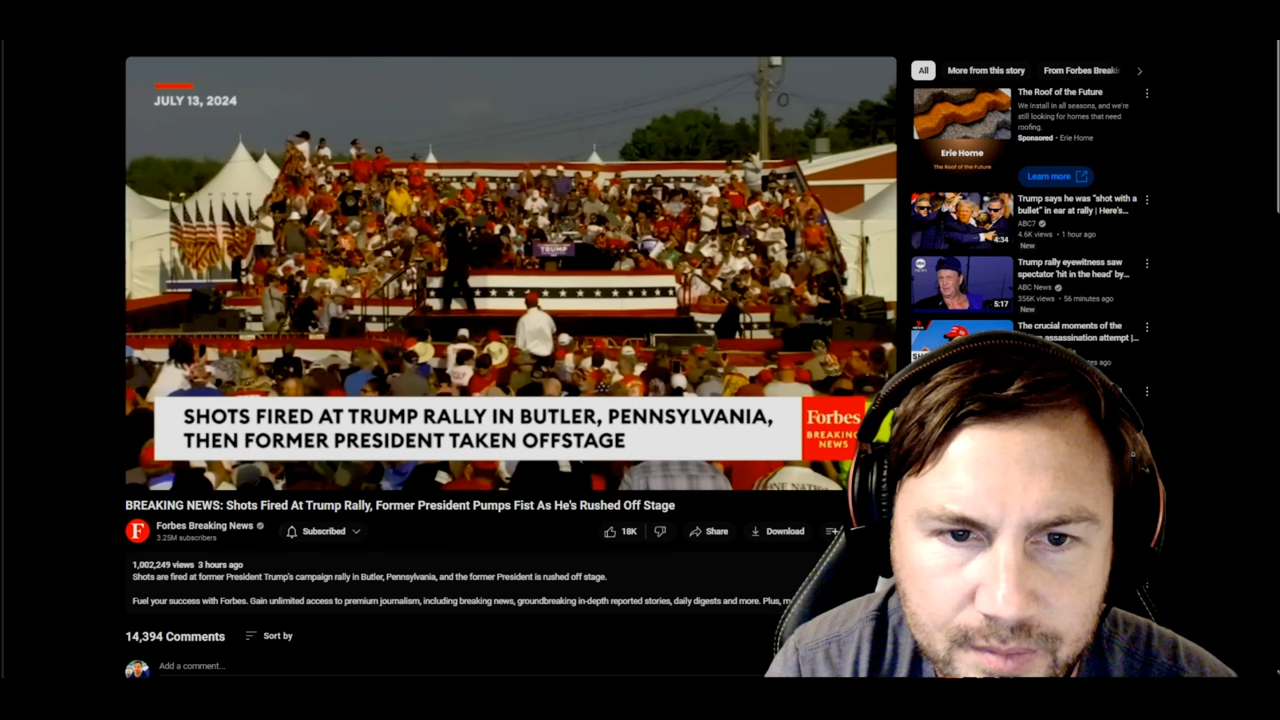 JULY 13, 2024
TRUMP
SHOTS FIRED AT TRUMP RALLY IN BUTLER, PENNSYLVANIA,
THEN FORMER PRESIDENT TAKEN OFFSTAGE
Forbes
BREAKING
NEWS
ONE NATI
BREAKING NEWS: Shots Fired At Trump Rally, Former President Pumps Fist As He's Rushed Off Stage
F
Forbes Breaking News
3.25M subscribers
Subscribed
18K
Share
Download
1,002,249 views 3 hours ago
Shots are fired at former President Trump's campaign rally in Butler, Pennsylvania, and the former President is rushed off stage.
Fuel your success with Forbes. Gain unlimited access to premium journalism, including breaking news, groundbreaking in-depth reported stories, daily digests and more. Plus,
14,394 Comments
Sort by
Add a comment...
All
More from this story
From Forbes Breaki
Erie Home
The Roof of the Future
The Roof of the Future
We Install in all seasons, and we're
still looking for homes that need
roofing.
Sponsored · Erie Home
Learn more
4:34
Trump says he was "shot with a
bullet" in ear at rally | Here's...
ABC7
4.6K views · 1 hour ago
New
5:17
Trump rally eyewitness saw
spectator 'hit in the head' by...
ABC News
356K views · 56 minutes ago
New
The crucial moments of the
assassination attempt |...
ago